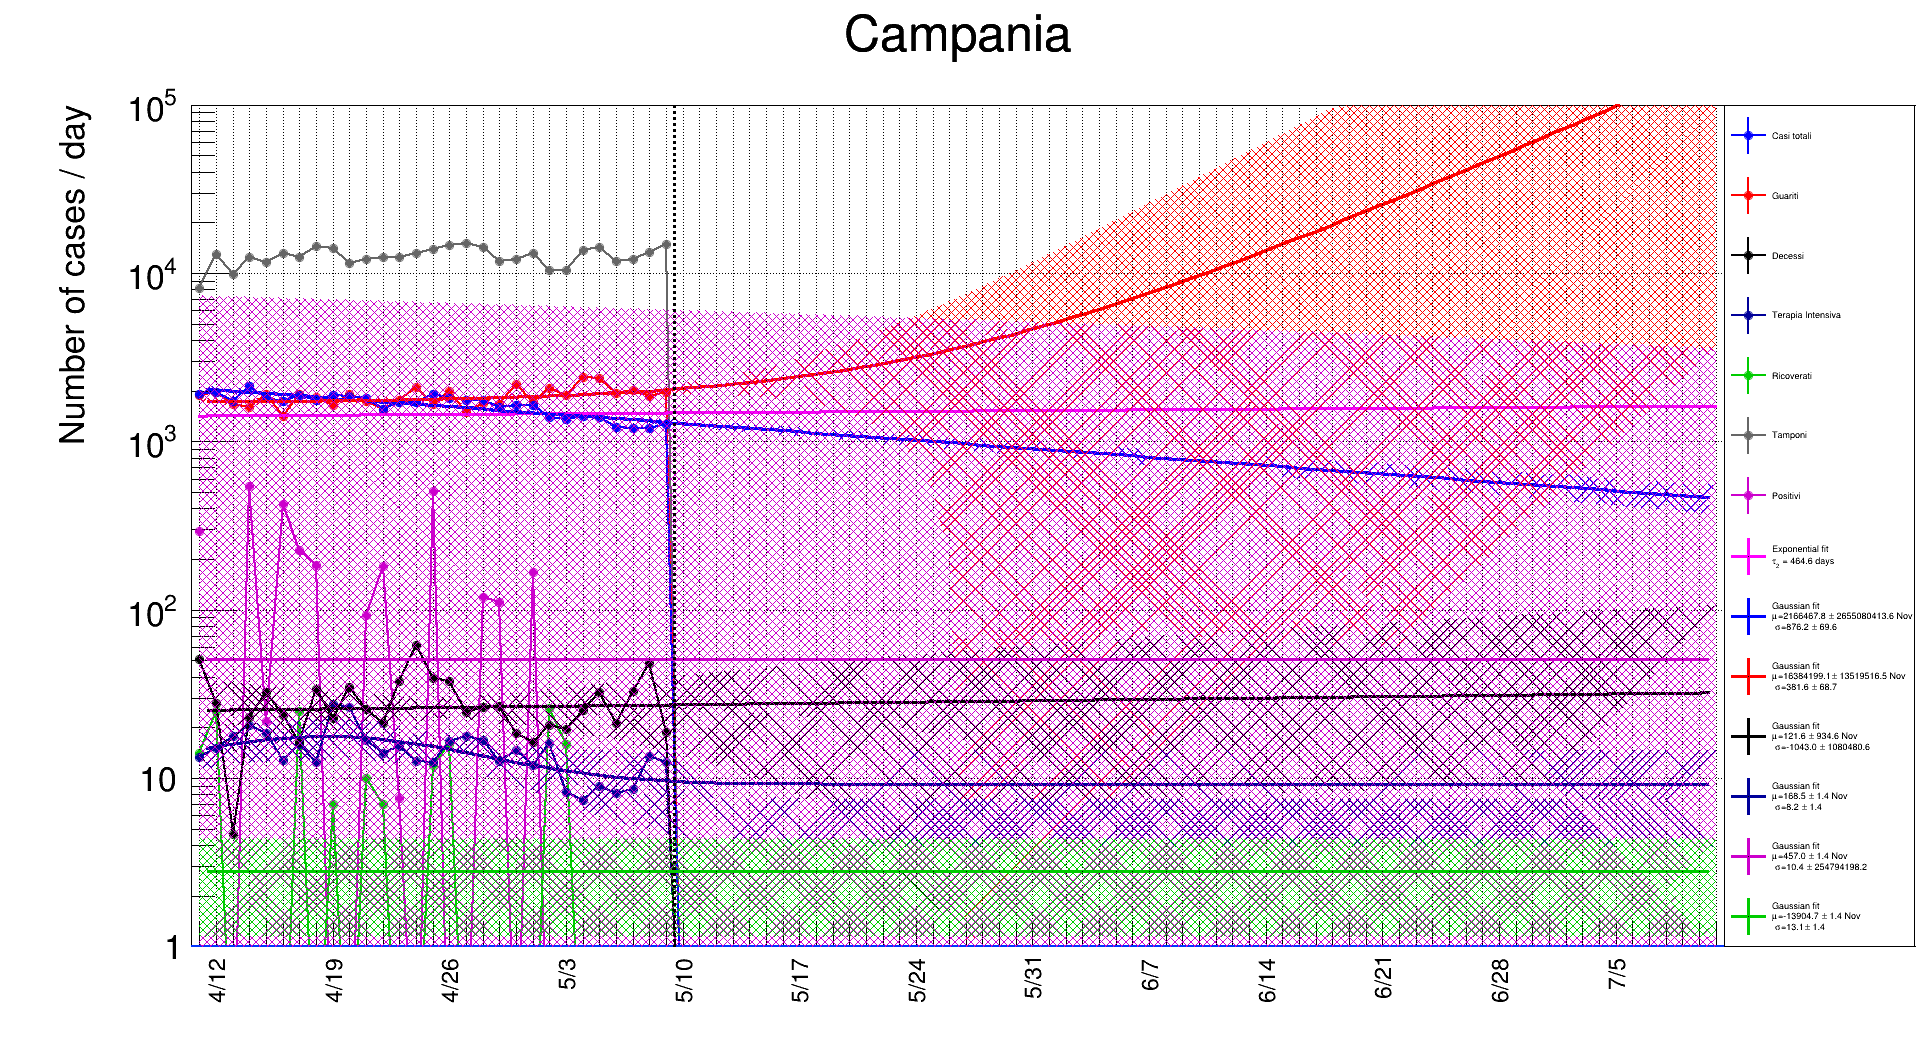 Campania
Number of cases / day
10^5
10^4
10^3
10^2
10
1
4/12
4/19
4/26
5/3
5/10
5/17
5/24
5/31
6/7
6/14
6/21
6/28
7/5
Casi totali
Guariti
Decessi
Terapia Intensiva
Ricoverati
Tamponi
Positivi
Exponential fit
τ_2 = 464.6 days
Gaussian fit
μ=2166467.8 ± 2655080413.6 Nov
σ=876.2 ± 69.6
Gaussian fit
μ=16384199.1 ± 13519516.5 Nov
σ=381.6 ± 68.7
Gaussian fit
μ=121.6 ± 934.6 Nov
σ=-1043.0 ± 1080480.6
Gaussian fit
μ=168.5 ± 1.4 Nov
σ=8.2 ± 1.4
Gaussian fit
μ=457.0 ± 1.4 Nov
σ=10.4 ± 254794198.2
Gaussian fit
μ=-13904.7 ± 1.4 Nov
σ=13.1 ± 1.4